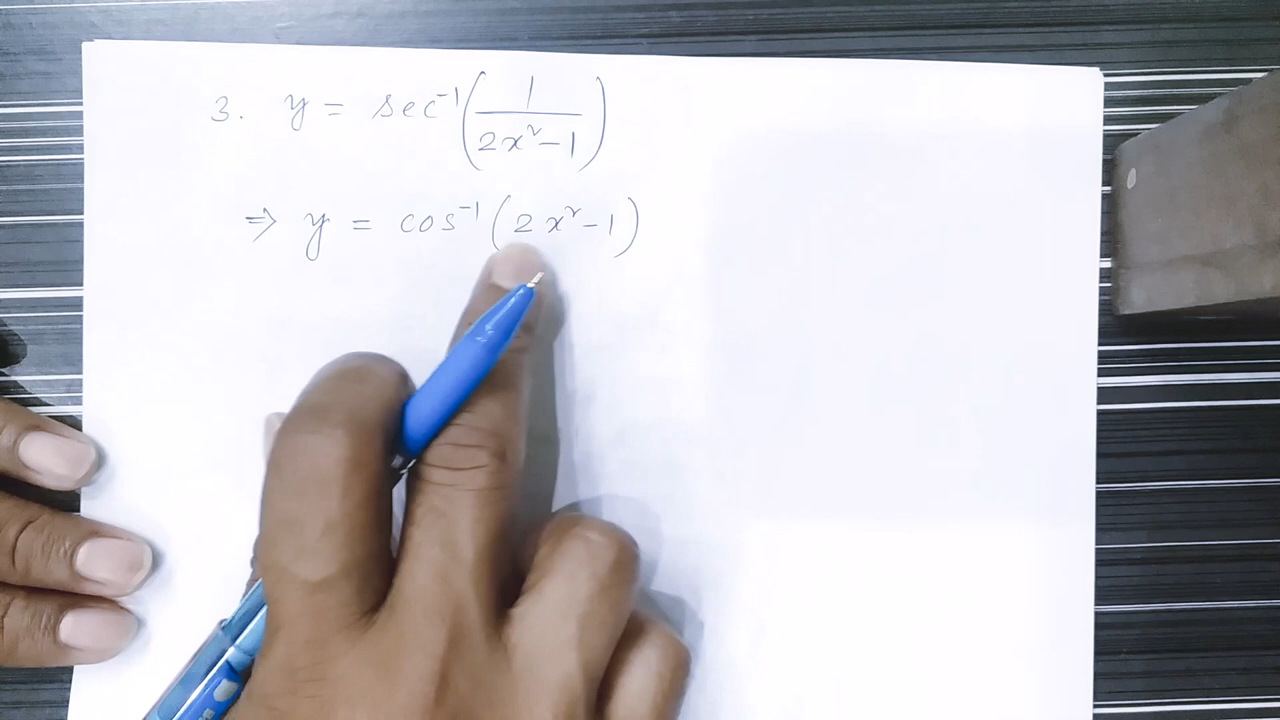 3. y = sec⁻¹(1/(2x²-1))
⇒ y = cos⁻¹(2x²-1)